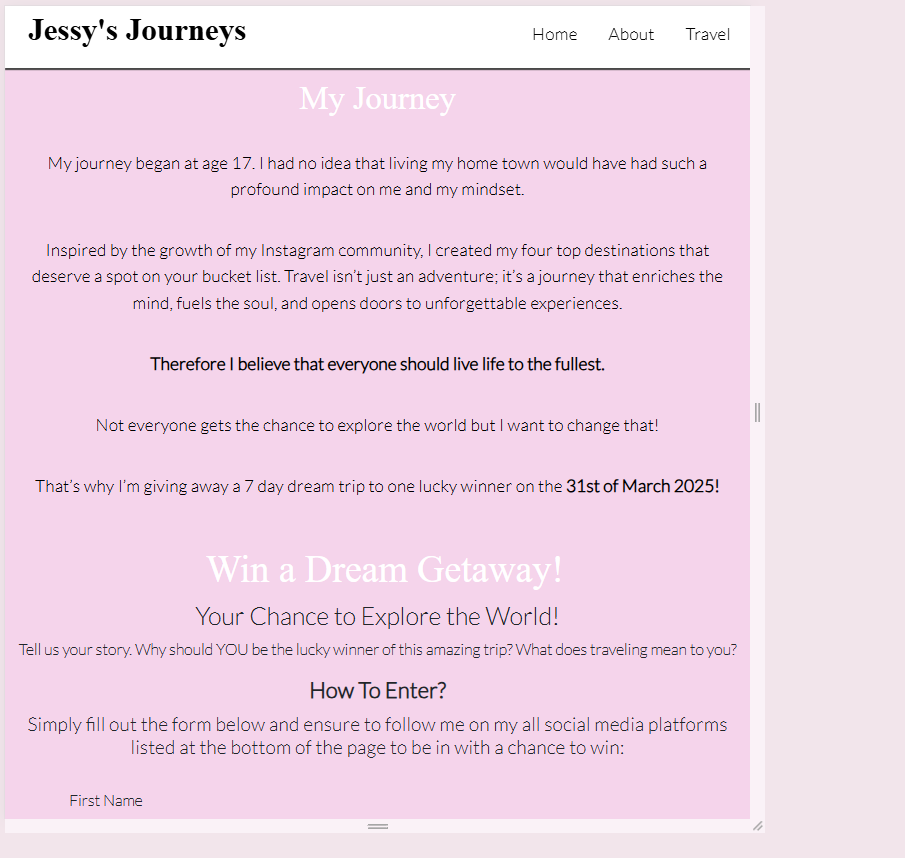 Jessy's Journeys
Home About Travel
My Journey
My journey began at age 17. I had no idea that living my home town would have had such a
profound impact on me and my mindset.
Inspired by the growth of my Instagram community, I created my four top destinations that
deserve a spot on your bucket list. Travel isn’t just an adventure; it’s a journey that enriches the
mind, fuels the soul, and opens doors to unforgettable experiences.
Therefore I believe that everyone should live life to the fullest.
Not everyone gets the chance to explore the world but I want to change that!
That’s why I’m giving away a 7 day dream trip to one lucky winner on the 31st of March 2025!
Win a Dream Getaway!
Your Chance to Explore the World!
Tell us your story. Why should YOU be the lucky winner of this amazing trip? What does traveling mean to you?
How To Enter?
Simply fill out the form below and ensure to follow me on my all social media platforms
listed at the bottom of the page to be in with a chance to win:
First Name